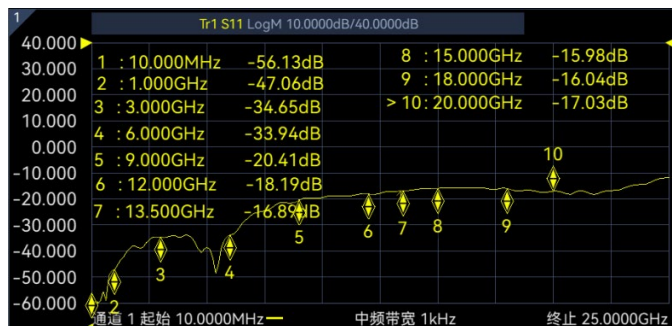 1
Tr1 S11 LogM 10.0000dB/40.0000dB
40.000
30.000
20.000
10.000
0.000
-10.000
-20.000
-30.000
-40.000
-50.000
-60.000
1 : 10.000MHz -56.13dB
2 : 1.000GHz -47.06dB
3 : 3.000GHz -34.65dB
4 : 6.000GHz -33.94dB
5 : 9.000GHz -20.41dB
6 : 12.000GHz -18.19dB
7 : 13.500GHz -16.89dB
8 : 15.000GHz -15.98dB
9 : 18.000GHz -16.04dB
> 10: 20.000GHz -17.03dB
10
2
3
4
5
6
7
8
9
通道 1 起始 10.0000MHz
中频带宽 1kHz
终止 25.0000GHz